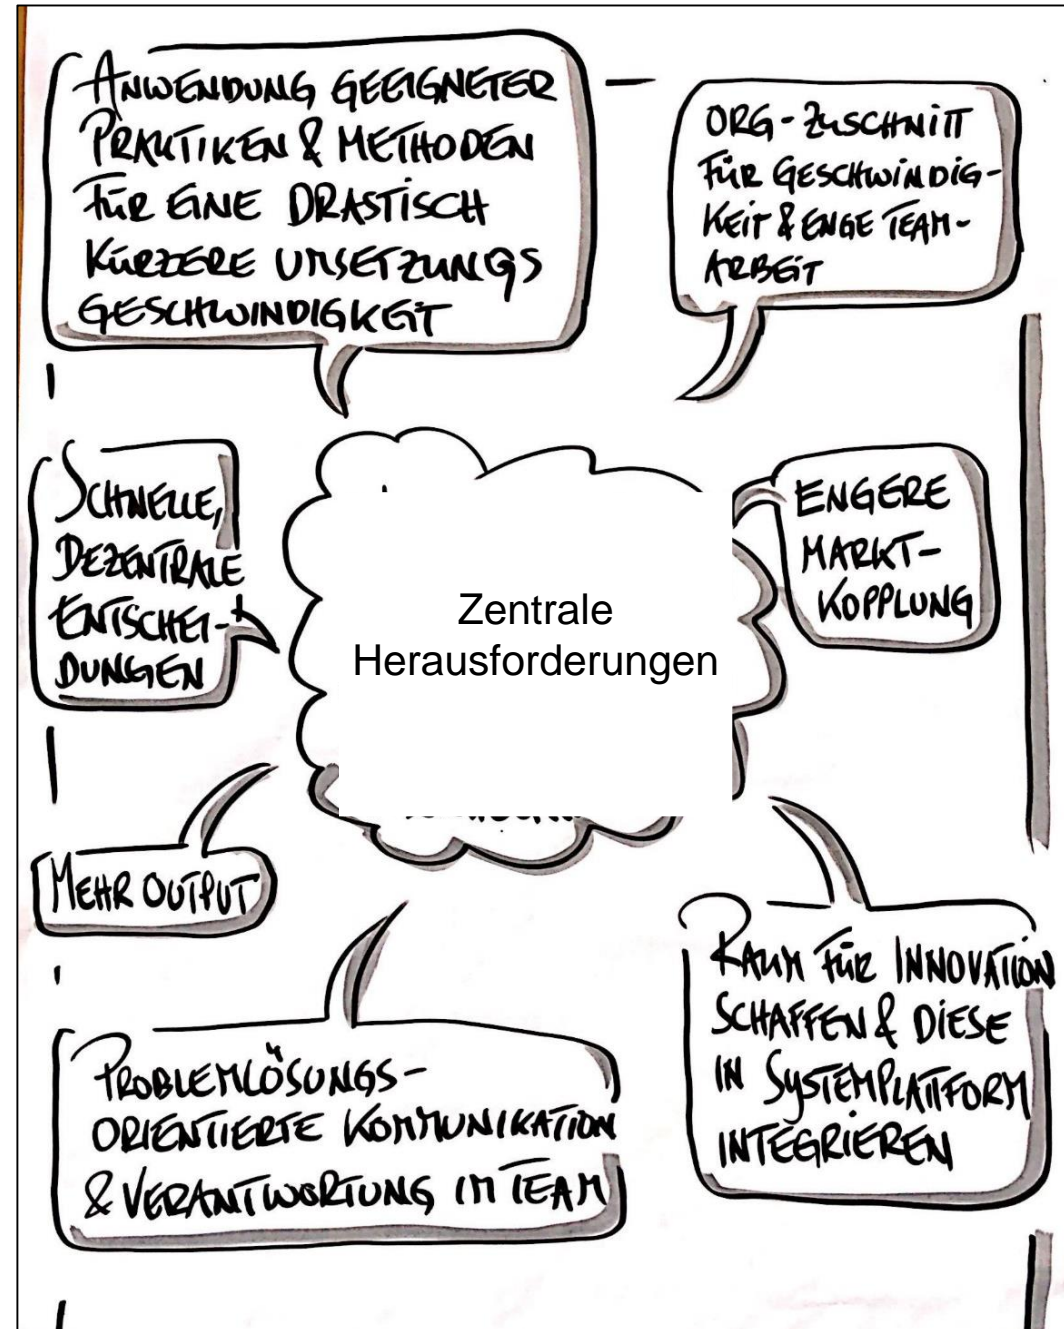 ANWENDUNG GEEIGNETER
PRAKTIKEN & METHODEN
FÜR EINE DRASTISCH
KÜRZERE UMSETZUNGS
GESCHWINDIGKEIT
ORG-ZUSCHNITT
FÜR GESCHWINDIG-
KEIT & ENGE TEAM-
ARBEIT
SCHNELLE,
DEZENTRALE
ENTSCHEI-
DUNGEN
Zentrale
Herausforderungen
ENGERE
MARKT-
KOPPLUNG
MEHR OUTPUT
PROBLEMLÖSUNGS-
ORIENTIERTE KOMMUNIKATION
& VERANTWORTUNG IM TEAM
RAUM FÜR INNOVATION
SCHAFFEN & DIESE
IN SYSTEMPLATTFORM
INTEGRIEREN